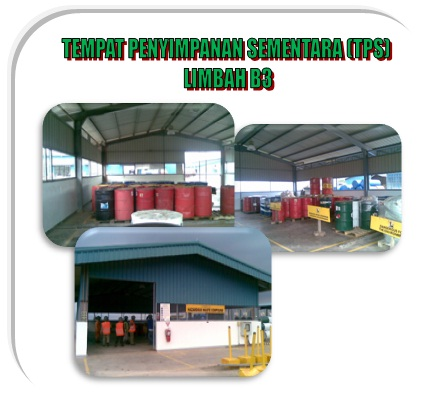 TEMPAT PENYIMPANAN SEMENTARA (TPS)
LIMBAH B3